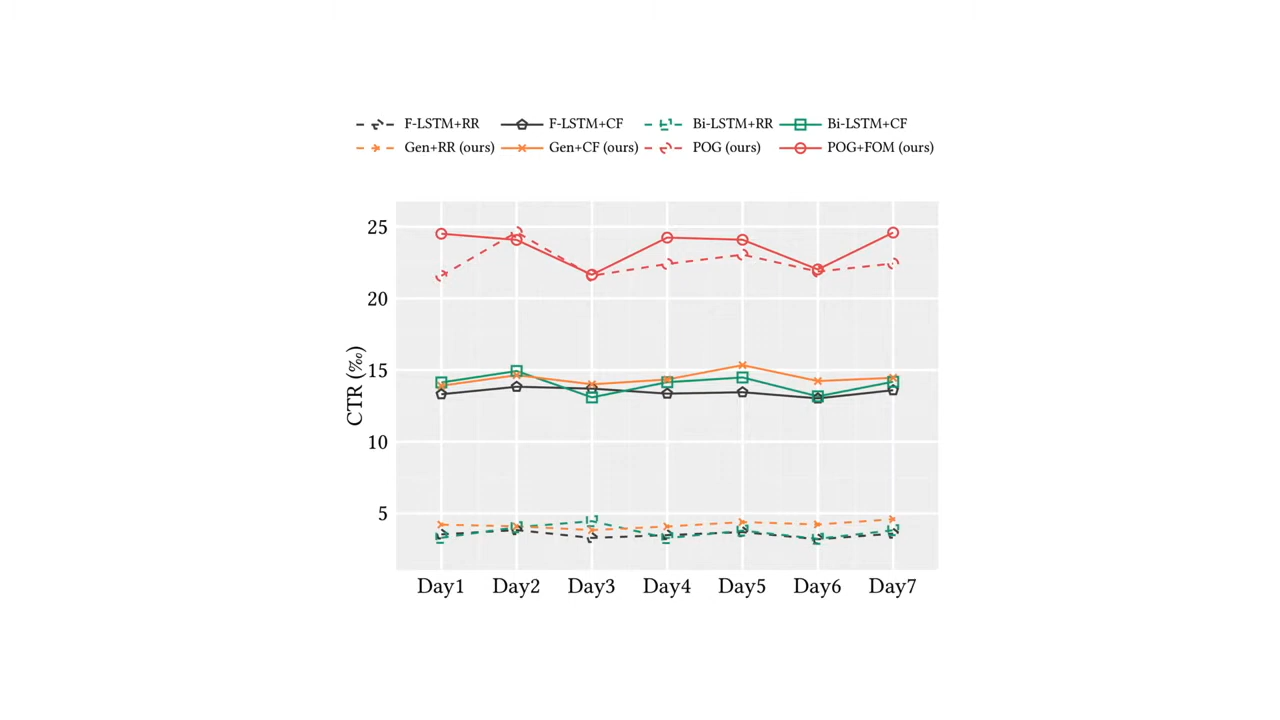 F-LSTM+RR F-LSTM+CF Bi-LSTM+RR Bi-LSTM+CF
Gen+RR (ours) Gen+CF (ours) POG (ours) POG+FOM (ours)
25
20
15
10
5
CTR (‰)
Day1 Day2 Day3 Day4 Day5 Day6 Day7